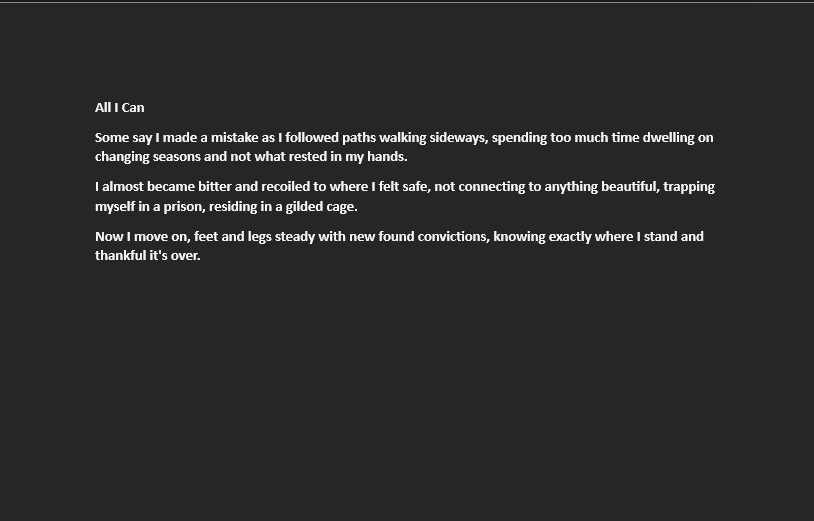 All I Can
Some say I made a mistake as I followed paths walking sideways, spending too much time dwelling on
changing seasons and not what rested in my hands.
I almost became bitter and recoiled to where I felt safe, not connecting to anything beautiful, trapping
myself in a prison, residing in a gilded cage.
Now I move on, feet and legs steady with new found convictions, knowing exactly where I stand and
thankful it's over.